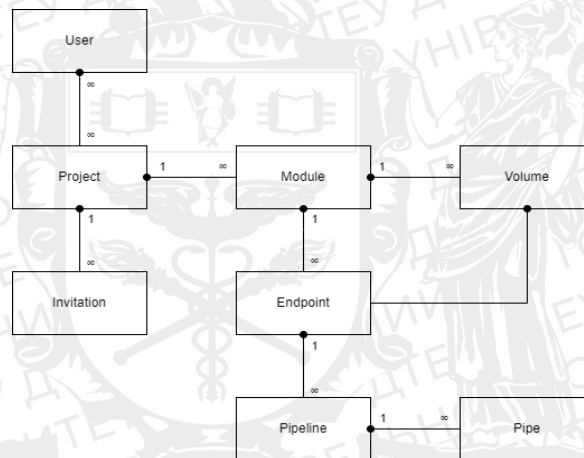 User
∞
∞
Project
1
∞
Module
1
∞
Volume
1
∞
1
∞
Invitation
Endpoint
1
∞
Pipeline
1
∞
Pipe